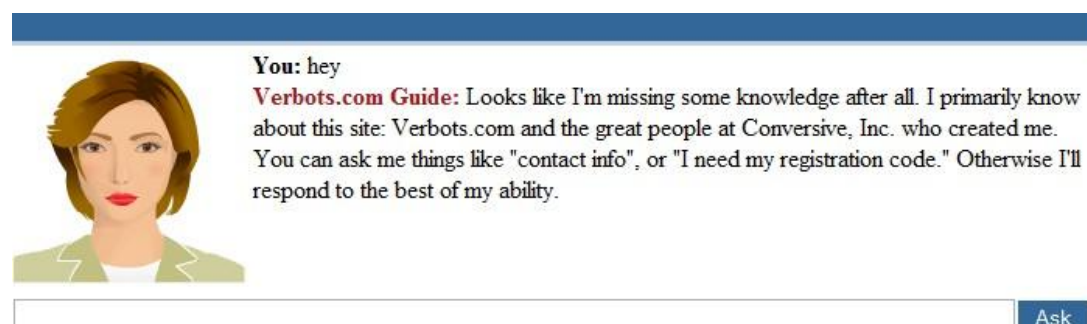 You: hey
Verbots.com Guide: Looks like I'm missing some knowledge after all. I primarily know
about this site: Verbots.com and the great people at Conversive, Inc. who created me.
You can ask me things like "contact info", or "I need my registration code." Otherwise I'll
respond to the best of my ability.
Ask